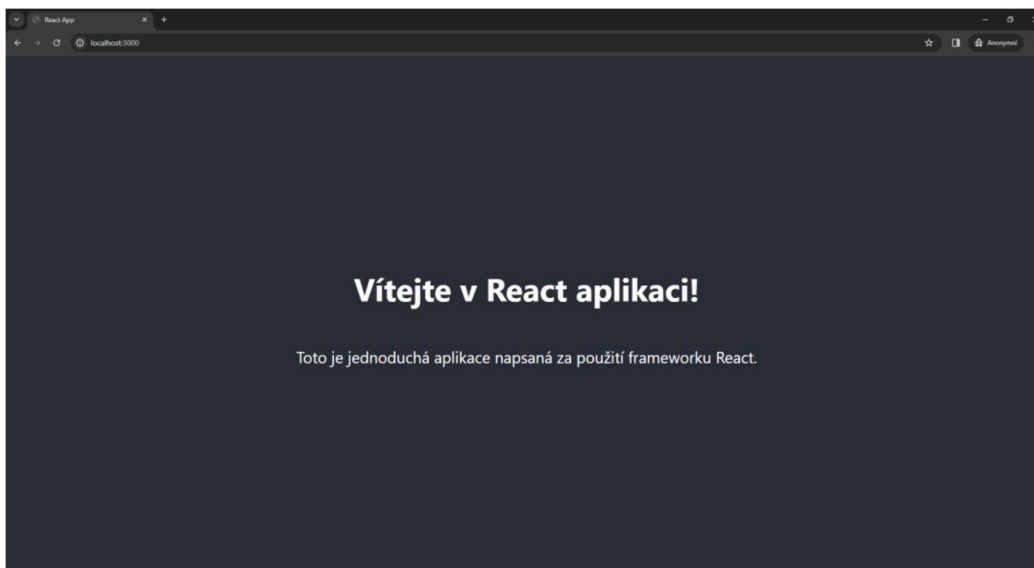 React App
localhost:3000
Anonymní
Vítejte v React aplikaci!
Toto je jednoduchá aplikace napsaná za použití frameworku React.